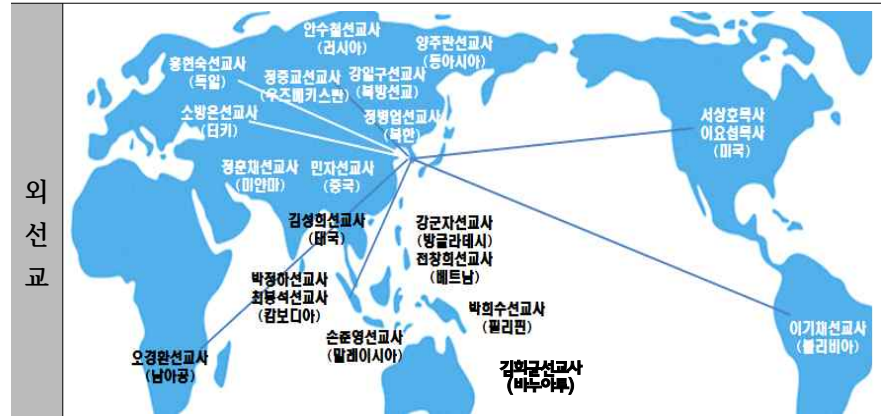 외
선
교
안수철선교사
(러시아)
양주란선교사
(동아시아)
홍현숙선교사
(독일)
정중교선교사
(우즈베키스탄)
강일구선교사
(북방선교)
소방은선교사
(터키)
정병업선교사
(북한)
서상호목사
이요섭목사
(미국)
정훈채선교사
(미얀마)
민자선교사
(중국)
김성희선교사
(태국)
강군자선교사
(방글라데시)
전창희선교사
(베트남)
박정하선교사
최봉석선교사
(캄보디아)
박희수선교사
(필리핀)
손준영선교사
(말레이시아)
이기채선교사
(볼리비아)
오경환선교사
(남아공)
김희균선교사
(바누아투)